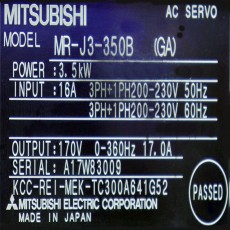 MITSUBISHI AC SERVO
MODEL MR-J3-350B (GA)
POWER : 3.5kW
INPUT : 16A 3PH+1PH200-230V 50Hz
3PH+1PH200-230V 60Hz
OUTPUT: 170V 0-360Hz 17.0A
SERIAL: A17W83009
KCC-REI-MEK-TC300A641G52
MITSUBISHI ELECTRIC CORPORATION
MADE IN JAPAN
PASSED